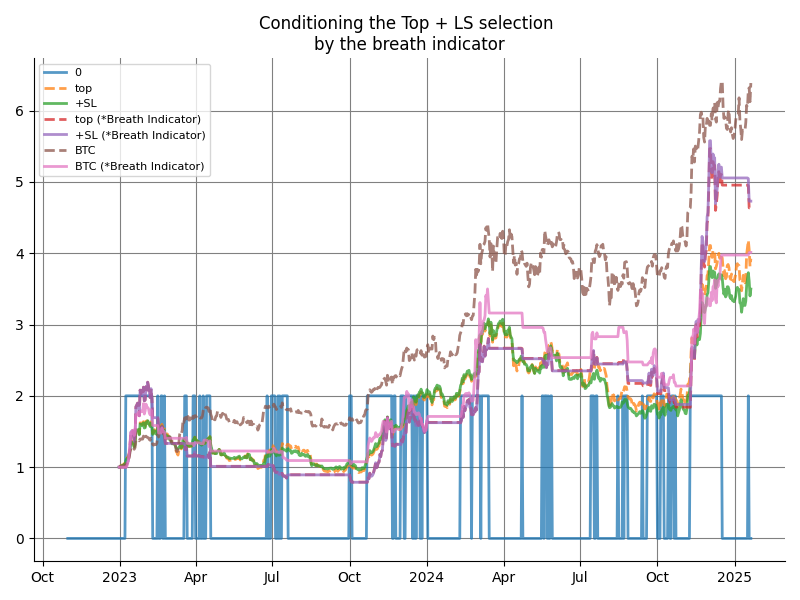 Conditioning the Top + LS selection
by the breath indicator
0
top
+SL
top (*Breath Indicator)
+SL (*Breath Indicator)
BTC
BTC (*Breath Indicator)
6
5
4
3
2
1
0
Oct 2023 Apr Jul Oct 2024 Apr Jul Oct 2025